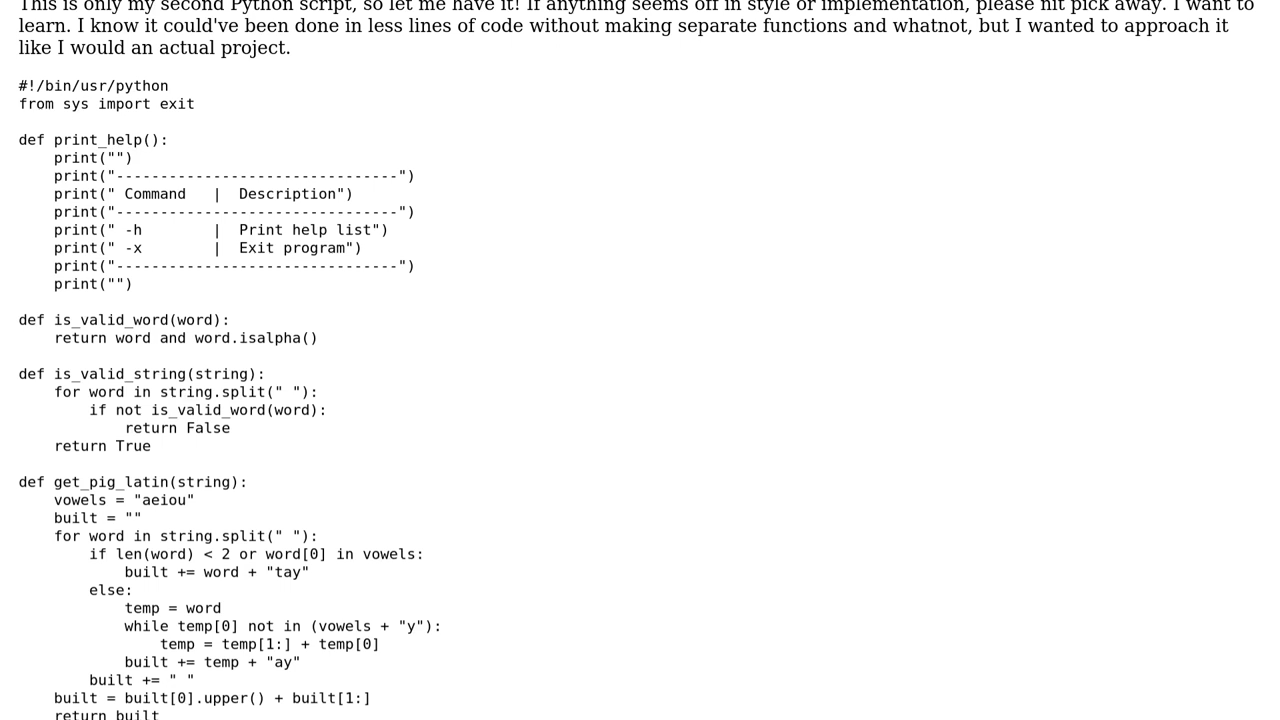 This is only my second Python script, so let me have it! If anything seems off in style or implementation, please nit pick away. I want to
learn. I know it could've been done in less lines of code without making separate functions and whatnot, but I wanted to approach it
like I would an actual project.
#!/bin/usr/python
from sys import exit
def print_help():
    print("")
    print("--------------------------------")
    print(" Command   |  Description")
    print("--------------------------------")
    print(" -h        |  Print help list")
    print(" -x        |  Exit program")
    print("--------------------------------")
    print("")
def is_valid_word(word):
    return word and word.isalpha()
def is_valid_string(string):
    for word in string.split(" "):
        if not is_valid_word(word):
            return False
    return True
def get_pig_latin(string):
    vowels = "aeiou"
    built = ""
    for word in string.split(" "):
        if len(word) < 2 or word[0] in vowels:
            built += word + "tay"
        else:
            temp = word
            while temp[0] not in (vowels + "y"):
                temp = temp[1:] + temp[0]
            built += temp + "ay"
        built += " "
    built = built[0].upper() + built[1:]
    return built